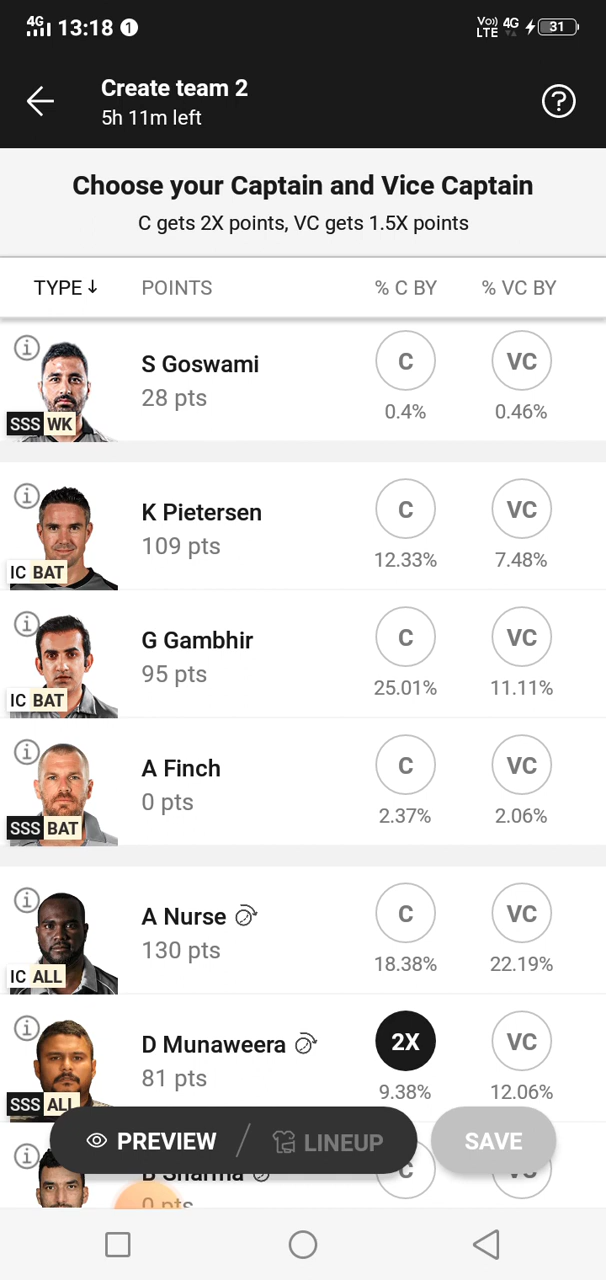 4G 13:18 1 Vo) LTE 4G 31
Create team 2
5h 11m left
?
Choose your Captain and Vice Captain
C gets 2X points, VC gets 1.5X points
TYPE↓ POINTS % C BY % VC BY
S Goswami C VC
28 pts 0.4% 0.46%
SSS WK
K Pietersen C VC
109 pts 12.33% 7.48%
IC BAT
G Gambhir C VC
95 pts 25.01% 11.11%
IC BAT
A Finch C VC
0 pts 2.37% 2.06%
SSS BAT
A Nurse C VC
130 pts 18.38% 22.19%
IC ALL
D Munaweera 2X VC
81 pts 9.38% 12.06%
SSS ALL
PREVIEW / LINEUP SAVE
B Sharma C VC
0 pts